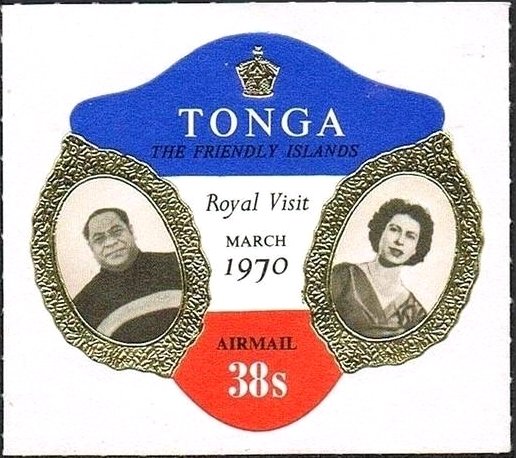 TONGA
THE FRIENDLY ISLANDS
Royal Visit
MARCH
1970
AIRMAIL
38s